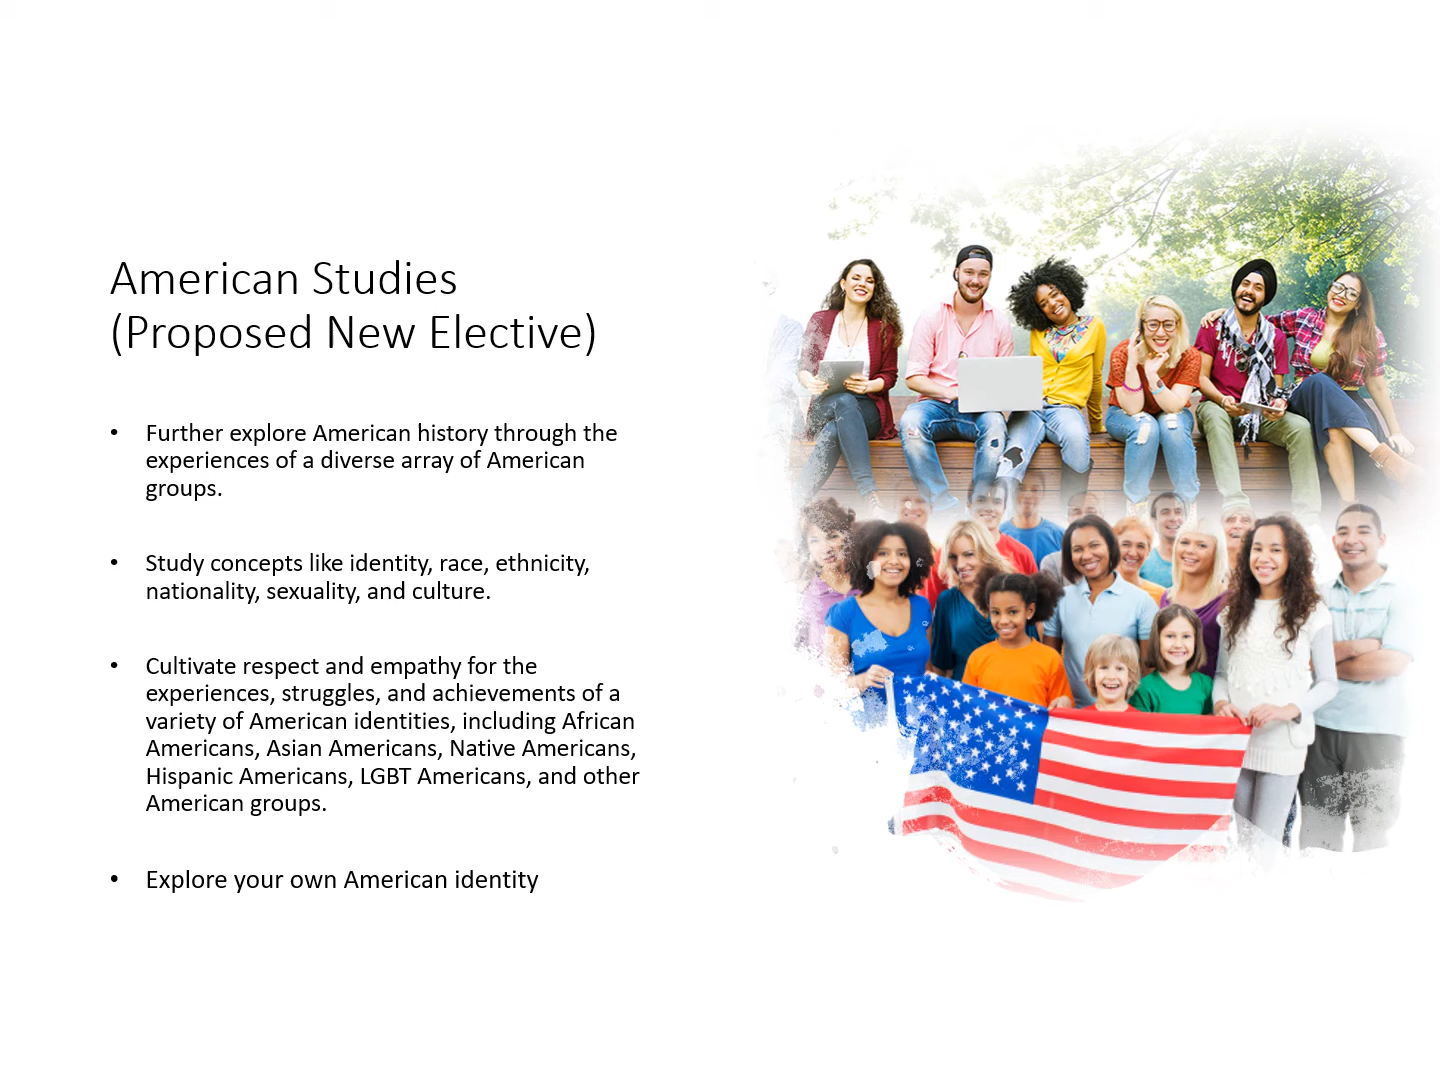 American Studies
(Proposed New Elective)
• Further explore American history through the
experiences of a diverse array of American
groups.
• Study concepts like identity, race, ethnicity,
nationality, sexuality, and culture.
• Cultivate respect and empathy for the
experiences, struggles, and achievements of a
variety of American identities, including African
Americans, Asian Americans, Native Americans,
Hispanic Americans, LGBT Americans, and other
American groups.
• Explore your own American identity